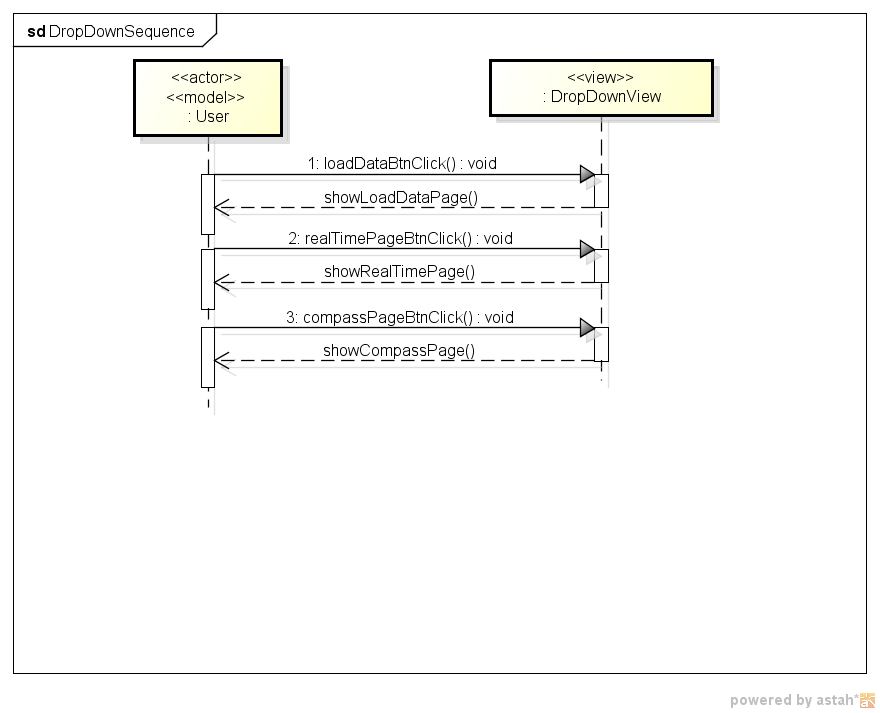 sd DropDownSequence
<<actor>>
<<model>>
: User
<<view>>
: DropDownView
1: loadDataBtnClick() : void
showLoadDataPage()
2: realTimePageBtnClick() : void
showRealTimePage()
3: compassPageBtnClick() : void
showCompassPage()
powered by astah*